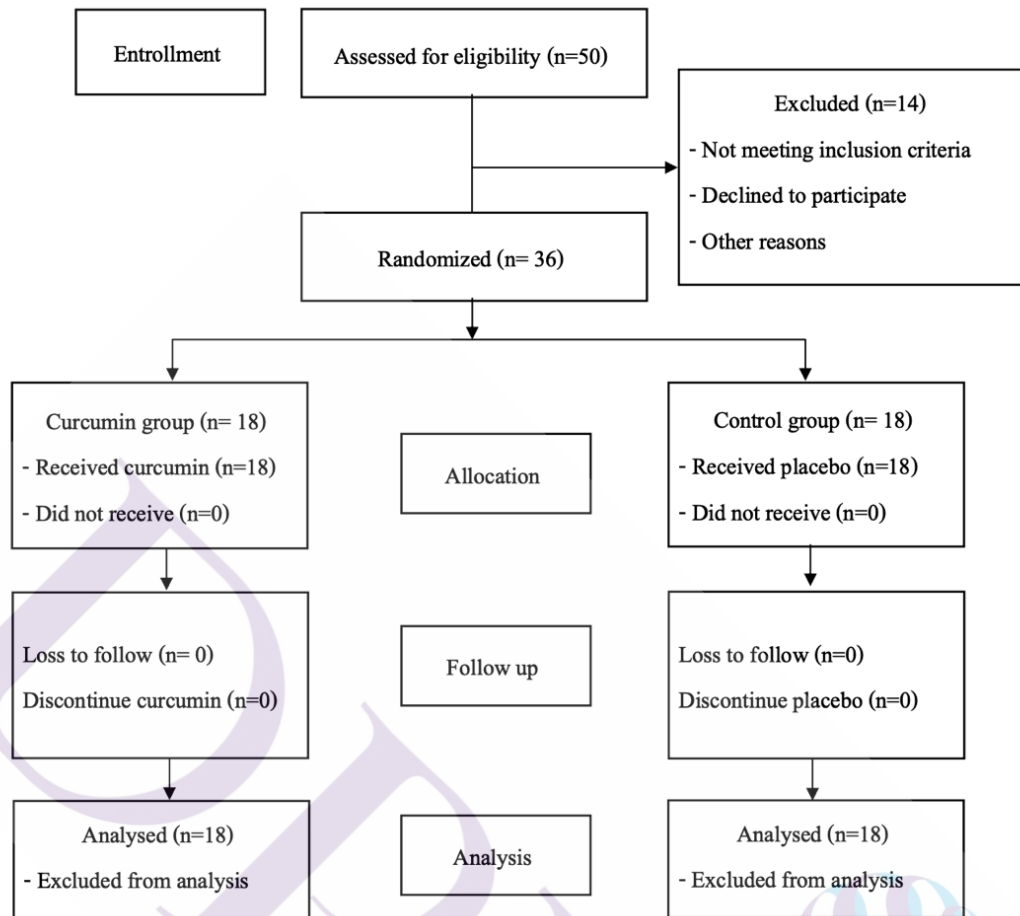 Entrollment
Assessed for eligibility (n=50)
Excluded (n=14)
- Not meeting inclusion criteria
- Declined to participate
- Other reasons
Randomized (n= 36)
Curcumin group (n= 18)
- Received curcumin (n=18)
- Did not receive (n=0)
Allocation
Control group (n= 18)
- Received placebo (n=18)
- Did not receive (n=0)
Loss to follow (n= 0)
Discontinue curcumin (n=0)
Follow up
Loss to follow (n=0)
Discontinue placebo (n=0)
Analysed (n=18)
- Excluded from analysis
Analysis
Analysed (n=18)
- Excluded from analysis